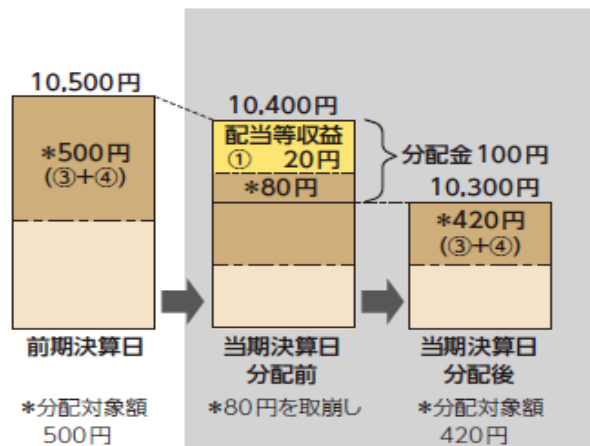 10,500円
*500円
(③+④)
前期決算日
*分配対象額
500円
10,400円
配当等収益
① 20円
*80円
分配金100円
当期決算日
分配前
*80円を取崩し
10,300円
*420円
(③+④)
当期決算日
分配後
*分配対象額
420円